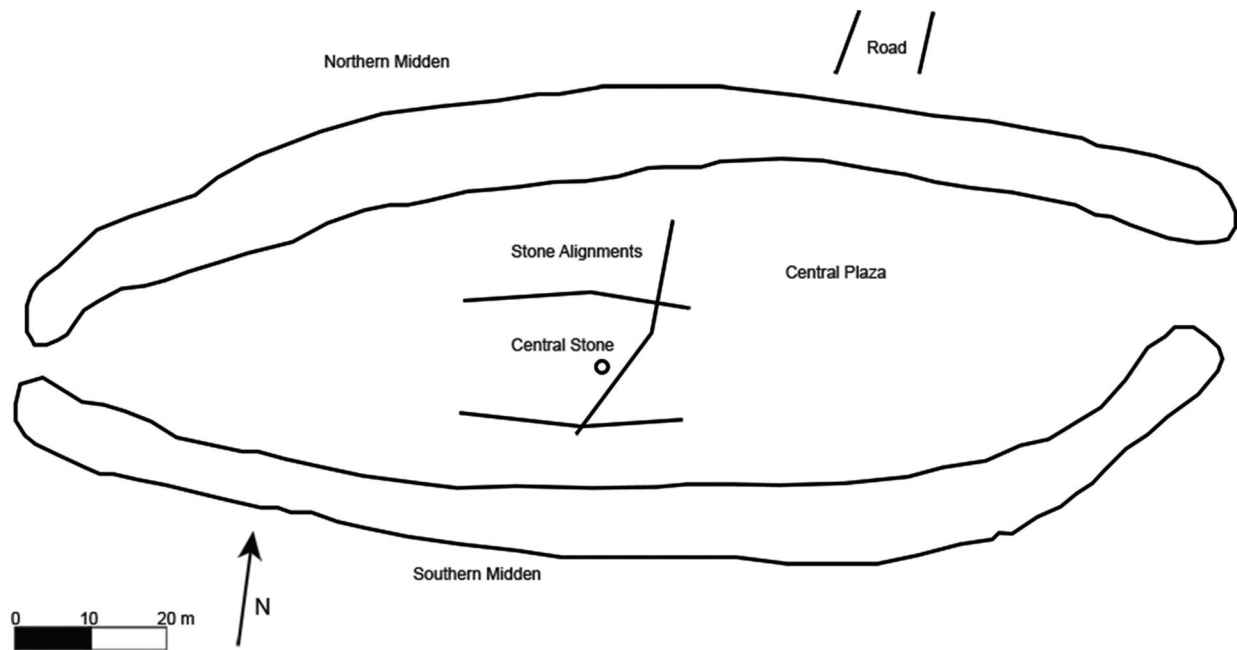 Road
Northern Midden
Stone Alignments
Central Plaza
Central Stone
Southern Midden
N
0 10 20 m